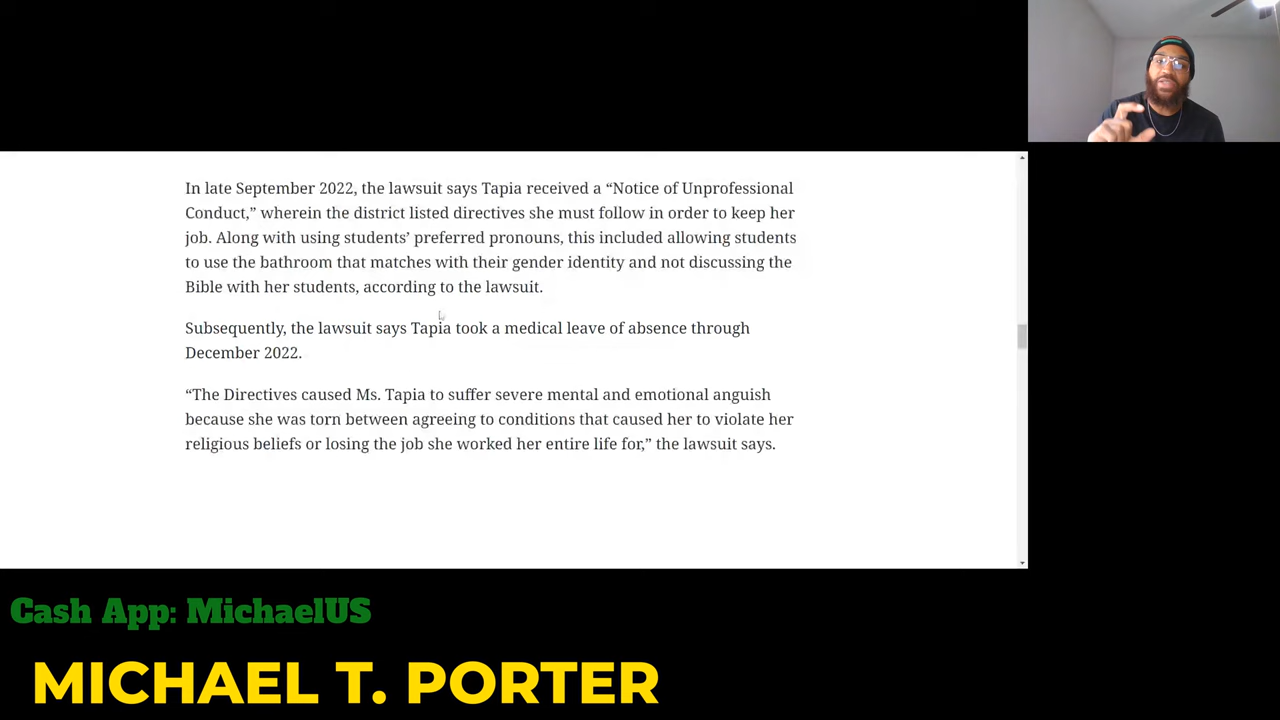 In late September 2022, the lawsuit says Tapia received a “Notice of Unprofessional
Conduct,” wherein the district listed directives she must follow in order to keep her
job. Along with using students’ preferred pronouns, this included allowing students
to use the bathroom that matches with their gender identity and not discussing the
Bible with her students, according to the lawsuit.
Subsequently, the lawsuit says Tapia took a medical leave of absence through
December 2022.
“The Directives caused Ms. Tapia to suffer severe mental and emotional anguish
because she was torn between agreeing to conditions that caused her to violate her
religious beliefs or losing the job she worked her entire life for,” the lawsuit says.
Cash App: MichaelUS
MICHAEL T. PORTER